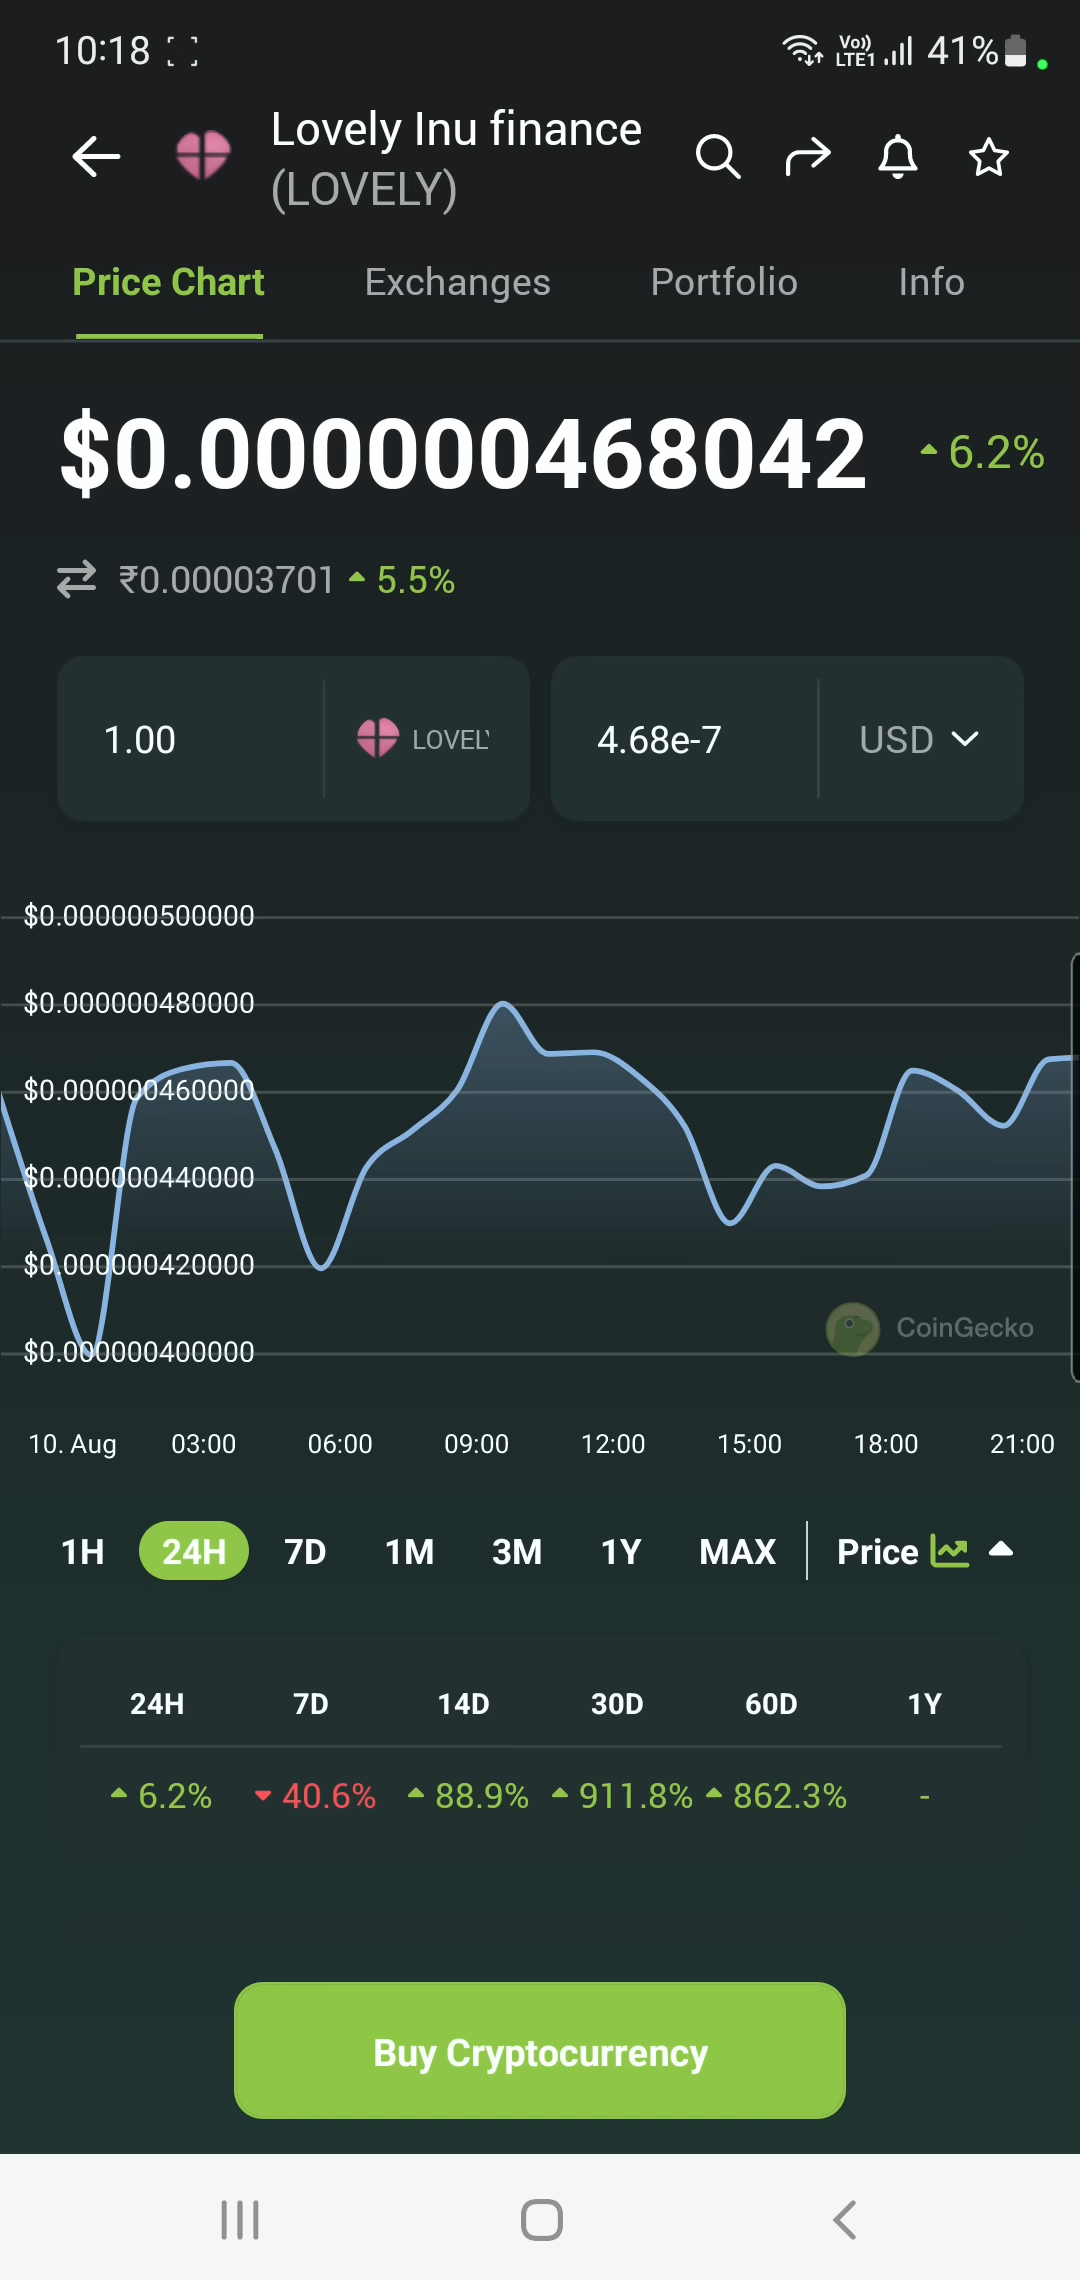 10:18
Vo)) LTE1 41%
Lovely Inu finance
(LOVELY)
Price Chart Exchanges Portfolio Info
$0.000000468042 6.2%
₹0.00003701 5.5%
1.00 LOVELY 4.68e-7 USD
$0.000000500000
$0.000000480000
$0.000000460000
$0.000000440000
$0.000000420000
CoinGecko
$0.000000400000
10. Aug 03:00 06:00 09:00 12:00 15:00 18:00 21:00
1H 24H 7D 1M 3M 1Y MAX Price
24H 7D 14D 30D 60D 1Y
6.2% 40.6% 88.9% 911.8% 862.3% -
Buy Cryptocurrency